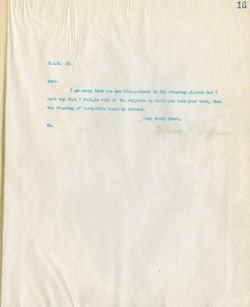 16
year.
I am sorry that you are disappointed in the standing allowed but I
must say that I feel, in view of the subjects in which you took your work, that
the standing of forty-five hours is liberal.
Very truly yours,